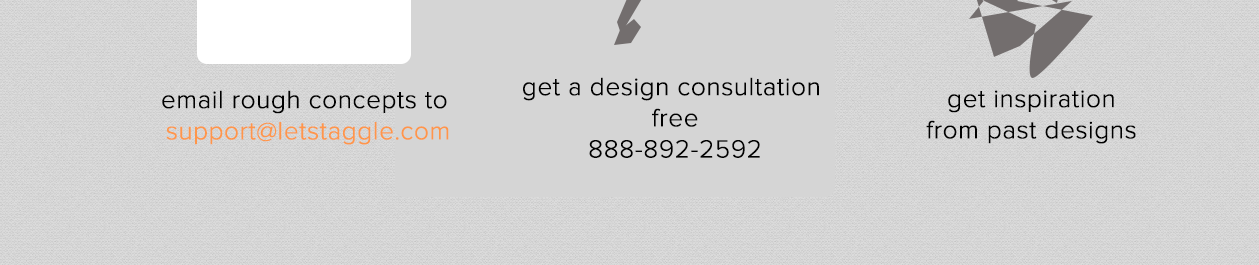 email rough concepts to
support@letstaggle.com
get a design consultation
free
888-892-2592
get inspiration
from past designs